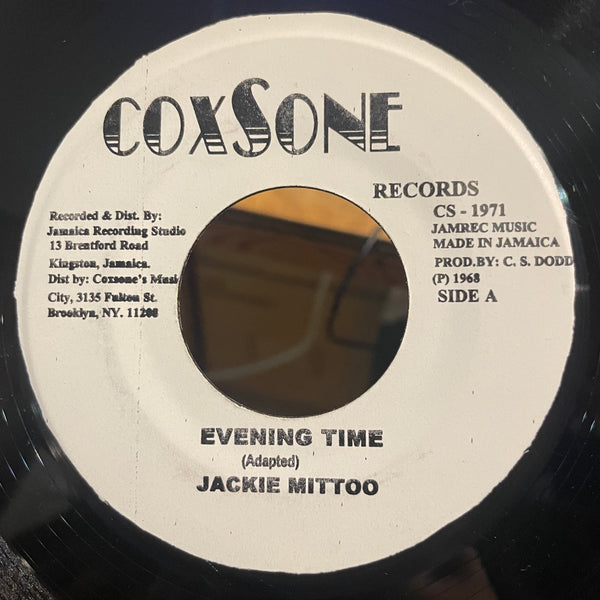 COXSONE
RECORDS
Recorded & Dist. By:
Jamaica Recording Studio
13 Brentford Road
Kingston, Jamaica.
Dist by: Coxsone's Musi
City, 3135 Fulton St.
Brooklyn, NY. 11208
CS - 1971
JAMREC MUSIC
MADE IN JAMAICA
PROD.BY: C. S. DODD
(P) 1968
SIDE A
EVENING TIME
(Adapted)
JACKIE MITTOO